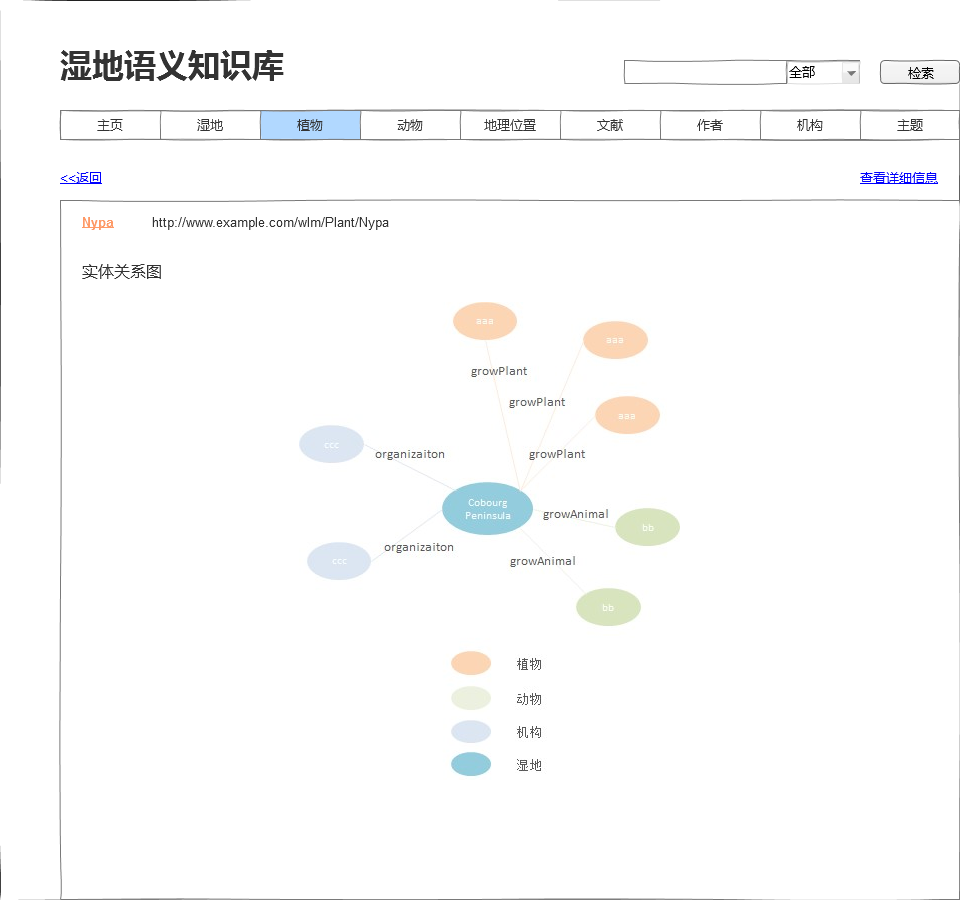 湿地语义知识库
全部
检索
主页 湿地 植物 动物 地理位置 文献 作者 机构 主题
<<返回
查看详细信息
Nypa http://www.example.com/wlm/Plant/Nypa
实体关系图
aaa
aaa
growPlant
growPlant
aaa
ccc
organizaiton
growPlant
Cobourg
Peninsula
growAnimal
bb
organizaiton
ccc
growAnimal
bb
植物
动物
机构
湿地